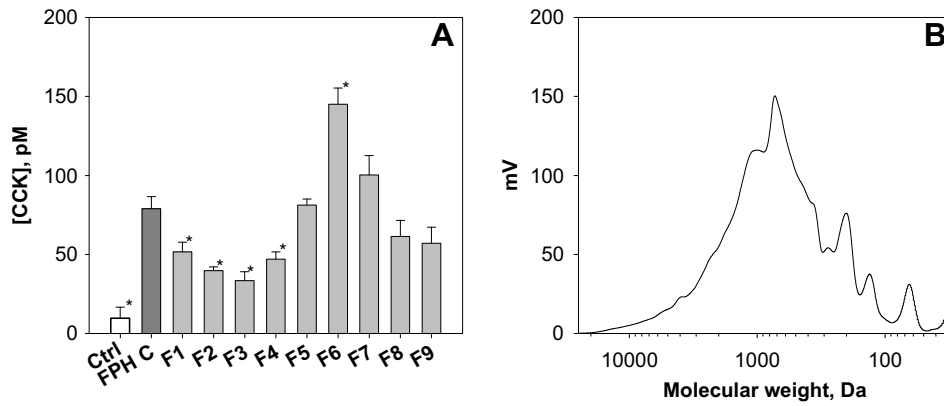 A
200
150
100
50
0
[CCK], pM
*
*
*
*
*
*
Ctrl
FPH C
F1
F2
F3
F4
F5
F6
F7
F8
F9
B
200
150
100
50
0
mV
10000
1000
100
Molecular weight, Da